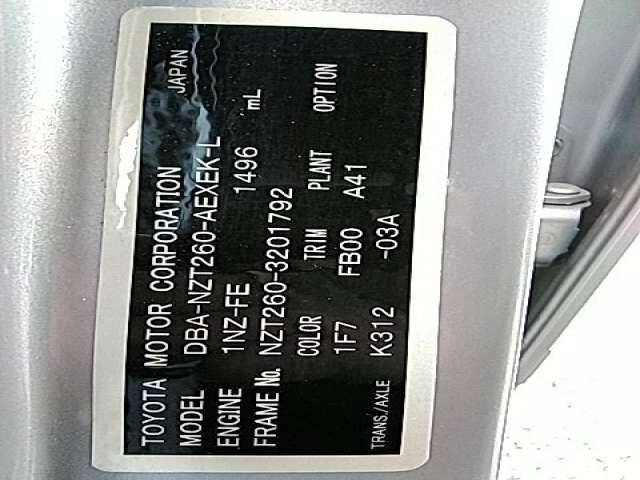 TOYOTA MOTOR CORPORATION JAPAN
MODEL DBA-NZT260-AEXEK-L
ENGINE 1NZ-FE 1496 mL
FRAME No. NZT260-3201792
COLOR TRIM PLANT OPTION
1F7 FB00 A41
TRANS./AXLE K312 -03A